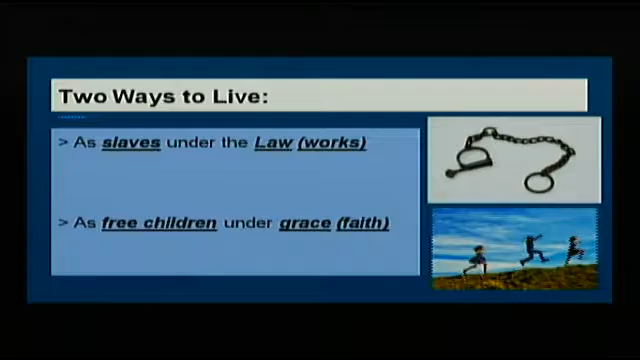 Two Ways to Live:
> As slaves under the Law (works)
> As free children under grace (faith)